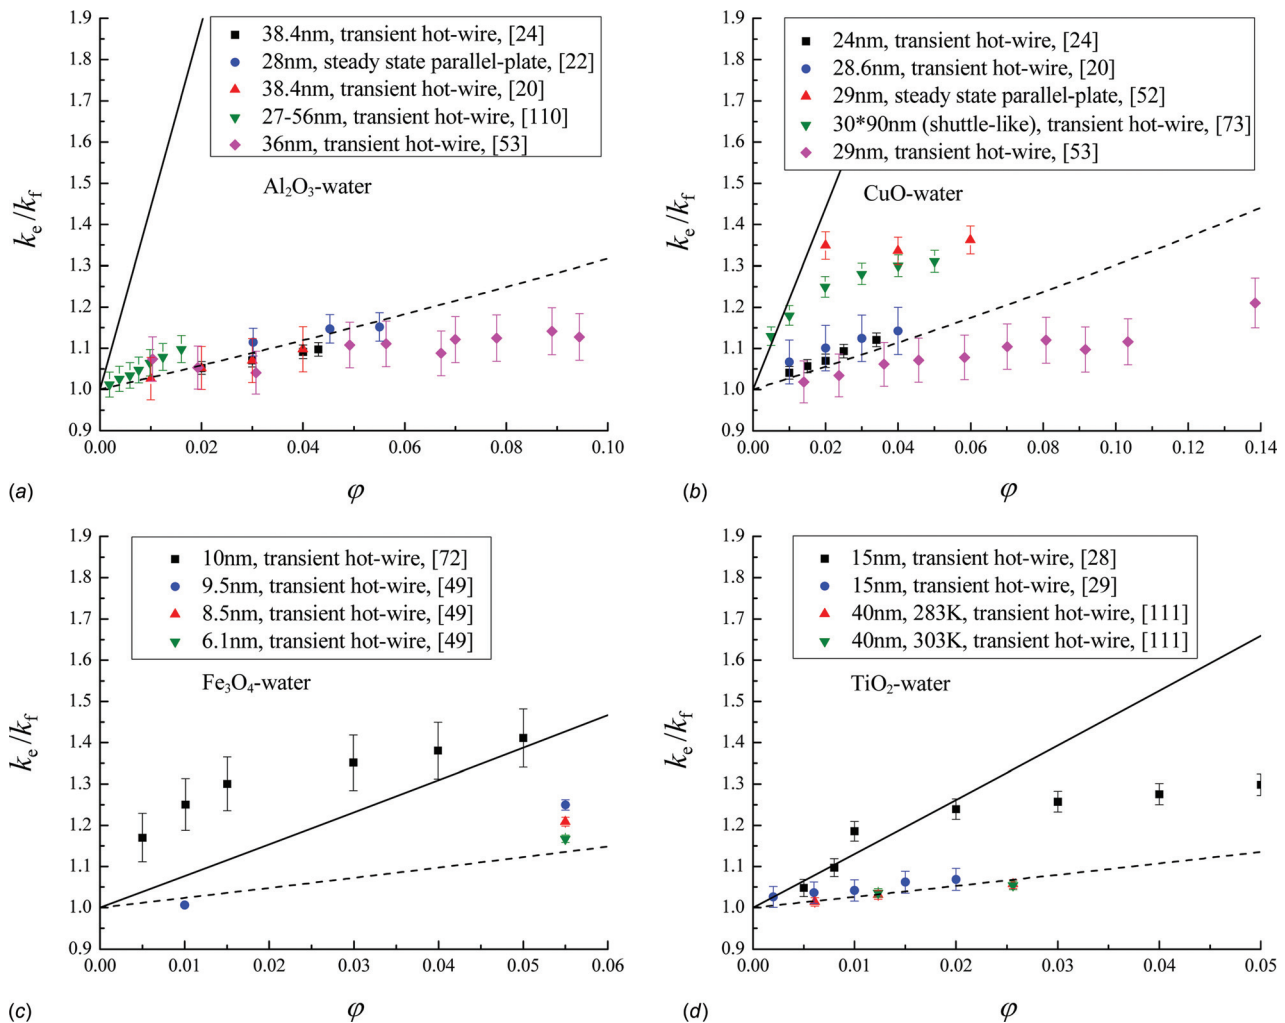 1.9
1.8
1.7
1.6
1.5
1.4
1.3
1.2
1.1
1.0
0.9
kₑ/k_f
38.4nm, transient hot-wire, [24]
28nm, steady state parallel-plate, [22]
38.4nm, transient hot-wire, [20]
27-56nm, transient hot-wire, [110]
36nm, transient hot-wire, [53]
Al₂O₃-water
0.00 0.02 0.04 0.06 0.08 0.10
(a) φ
1.9
1.8
1.7
1.6
1.5
1.4
1.3
1.2
1.1
1.0
0.9
kₑ/k_f
24nm, transient hot-wire, [24]
28.6nm, transient hot-wire, [20]
29nm, steady state parallel-plate, [52]
30*90nm (shuttle-like), transient hot-wire, [73]
29nm, transient hot-wire, [53]
CuO-water
0.00 0.02 0.04 0.06 0.08 0.10 0.12 0.14
(b) φ
1.9
1.8
1.7
1.6
1.5
1.4
1.3
1.2
1.1
1.0
0.9
kₑ/k_f
10nm, transient hot-wire, [72]
9.5nm, transient hot-wire, [49]
8.5nm, transient hot-wire, [49]
6.1nm, transient hot-wire, [49]
Fe₃O₄-water
0.00 0.01 0.02 0.03 0.04 0.05 0.06
(c) φ
1.9
1.8
1.7
1.6
1.5
1.4
1.3
1.2
1.1
1.0
0.9
kₑ/k_f
15nm, transient hot-wire, [28]
15nm, transient hot-wire, [29]
40nm, 283K, transient hot-wire, [111]
40nm, 303K, transient hot-wire, [111]
TiO₂-water
0.00 0.01 0.02 0.03 0.04 0.05
(d) φ